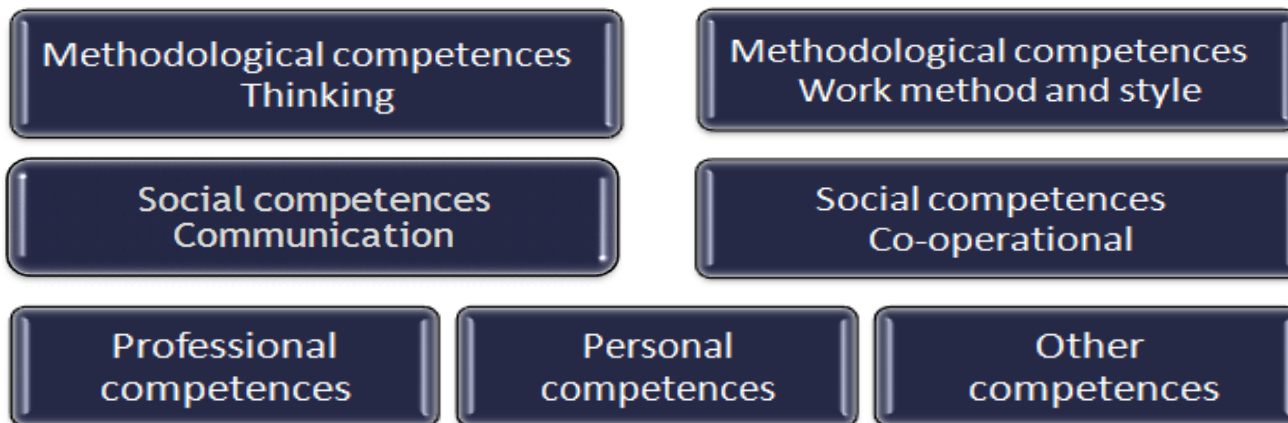 Methodological competences
Thinking
Methodological competences
Work method and style
Social competences
Communication
Social competences
Co-operational
Professional
competences
Personal
competences
Other
competences